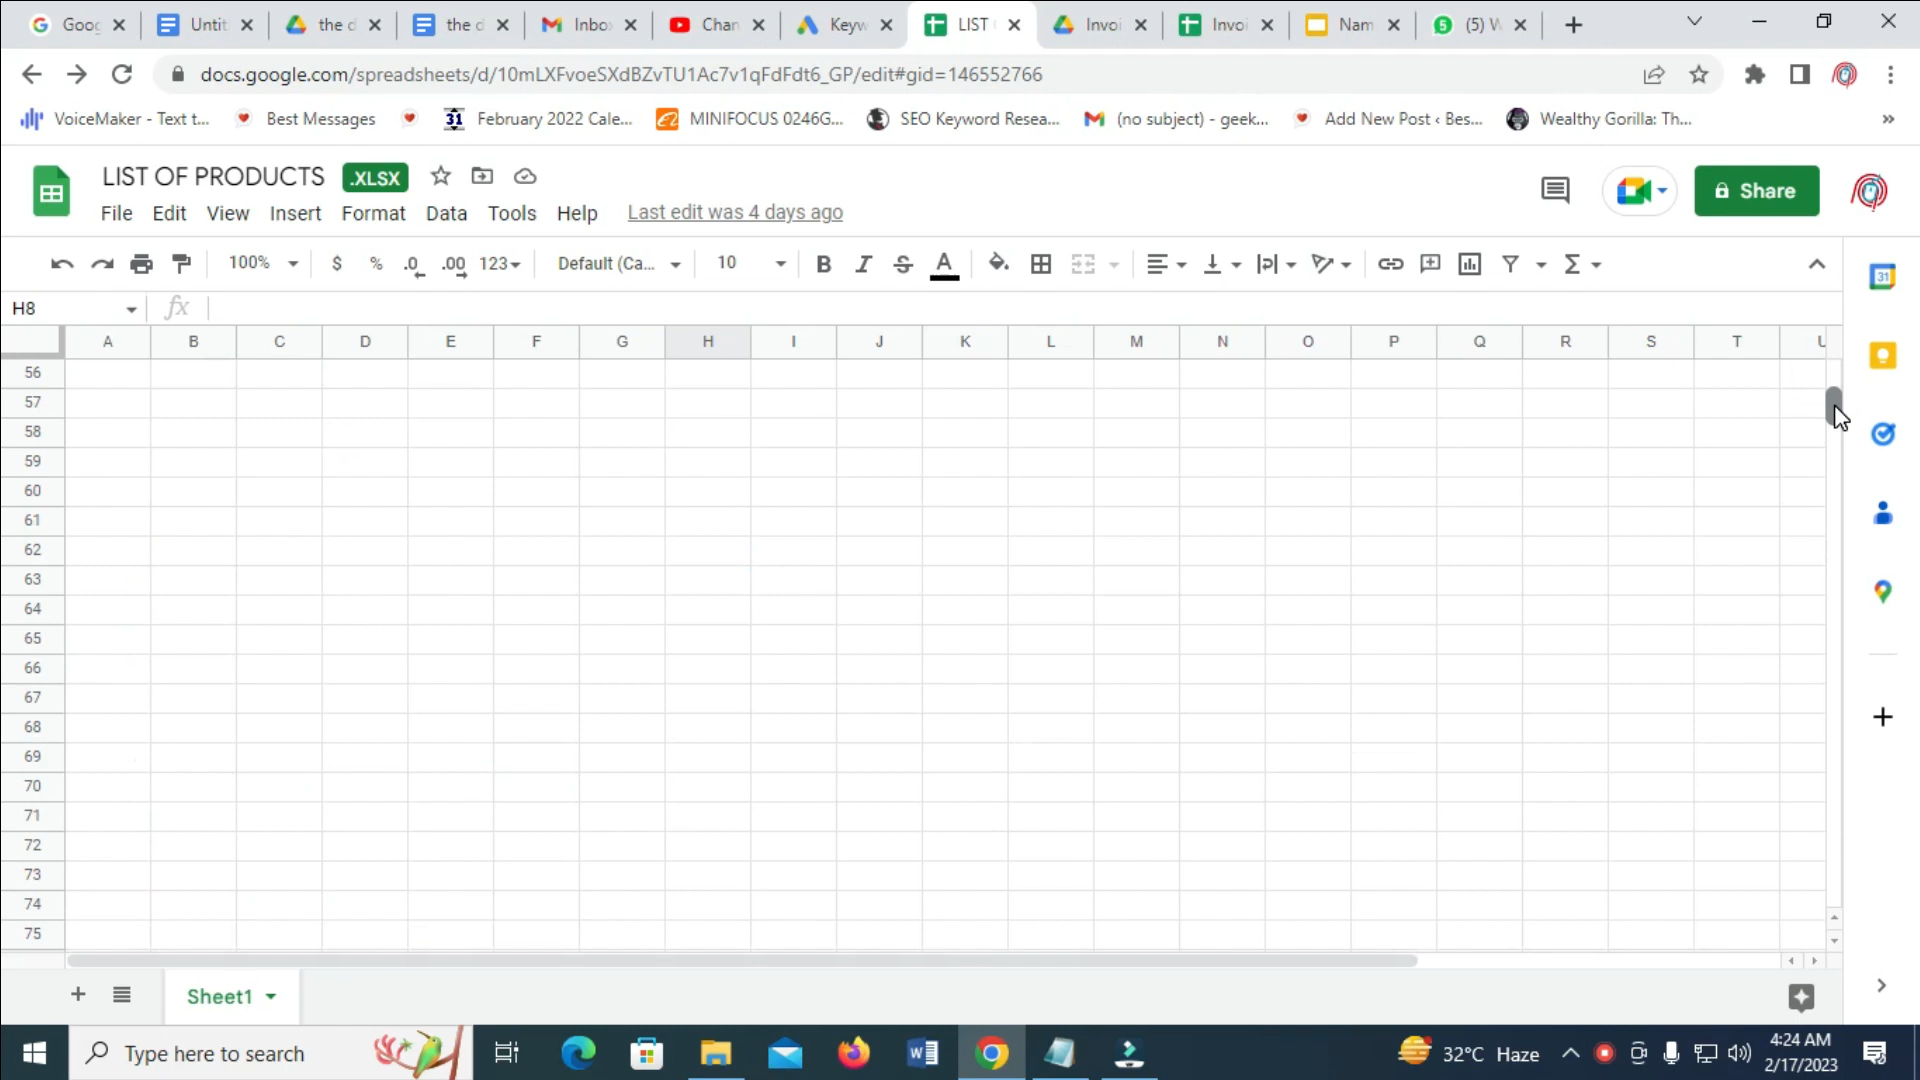 Goog
Untit
the d
the d
Inbox
Chan
Keyw
LIST
Invoi
Invoi
Nam
(5) W
docs.google.com/spreadsheets/d/10mLXFvoeSXdBZvTU1Ac7v1qFdFdt6_GP/edit#gid=146552766
VoiceMaker - Text t...
Best Messages
31
February 2022 Cale...
MINIFOCUS 0246G...
SEO Keyword Resea...
(no subject) - geek...
Add New Post ‹ Bes...
Wealthy Gorilla: Th...
»
LIST OF PRODUCTS .XLSX
Share
File Edit View Insert Format Data Tools Help Last edit was 4 days ago
100% $ % .0 .00 123 Default (Ca... 10 B I S A Σ
31
H8 fx
A B C D E F G H I J K L M N O P Q R S T U
56
57
58
59
60
61
62
63
64
65
66
67
68
69
70
71
72
73
74
75
Sheet1
Type here to search
32°C Haze
4:24 AM
2/17/2023